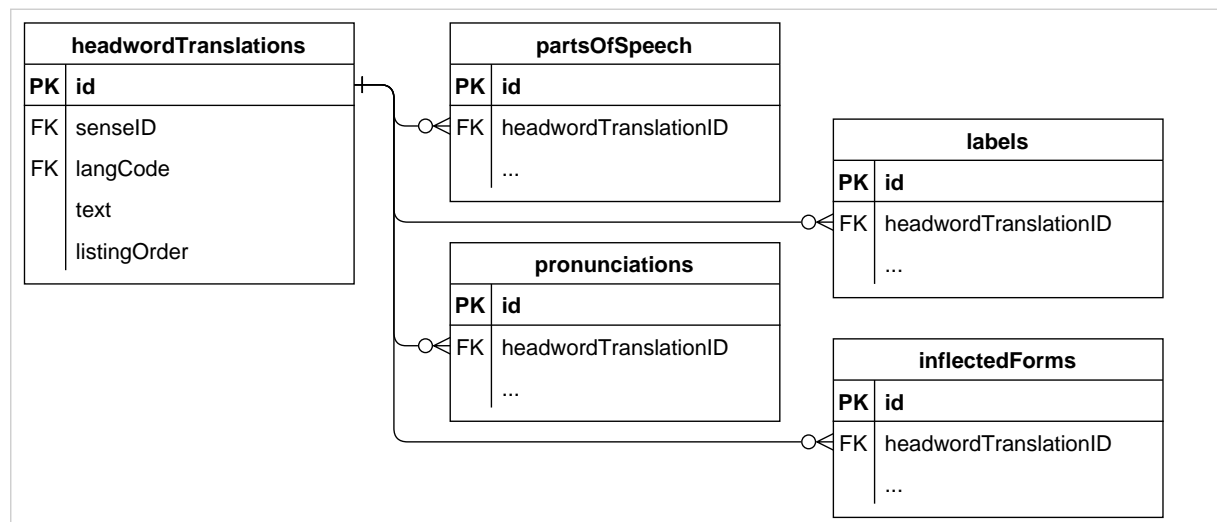 headwordTranslations
PK id
FK senseID
FK langCode
text
listingOrder
partsOfSpeech
PK id
FK headwordTranslationID
...
labels
PK id
FK headwordTranslationID
...
pronunciations
PK id
FK headwordTranslationID
...
inflectedForms
PK id
FK headwordTranslationID
...